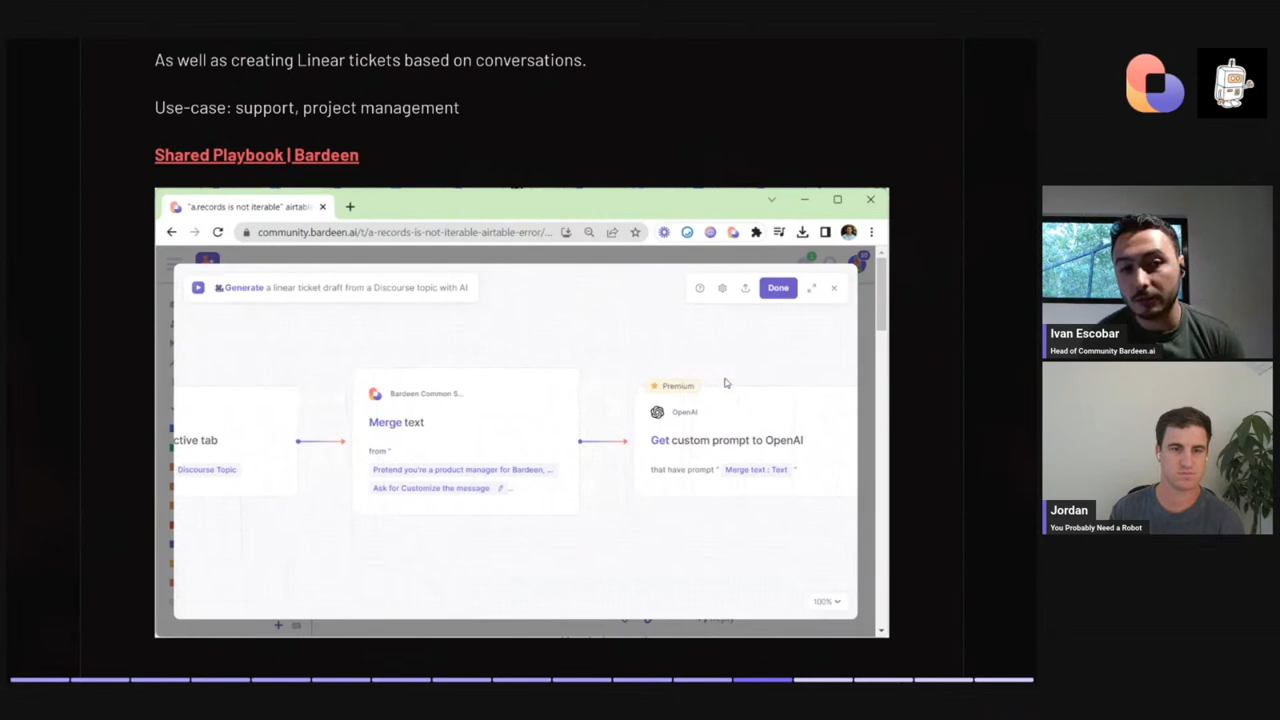 As well as creating Linear tickets based on conversations.
Use-case: support, project management
Shared Playbook | Bardeen
"a.records is not iterable" airtabl
community.bardeen.ai/t/a-records-is-not-iterable-airtable-error/...
Generate a linear ticket draft from a Discourse topic with AI
Done
ctive tab
Discourse Topic
Bardeen Common S...
Merge text
from "
Pretend you're a product manager for Bardeen, ...
Ask for Customize the message ...
Premium
OpenAI
Get custom prompt to OpenAI
that have prompt " Merge text : Text "
100%
Ivan Escobar
Head of Community Bardeen.ai
Jordan
You Probably Need a Robot